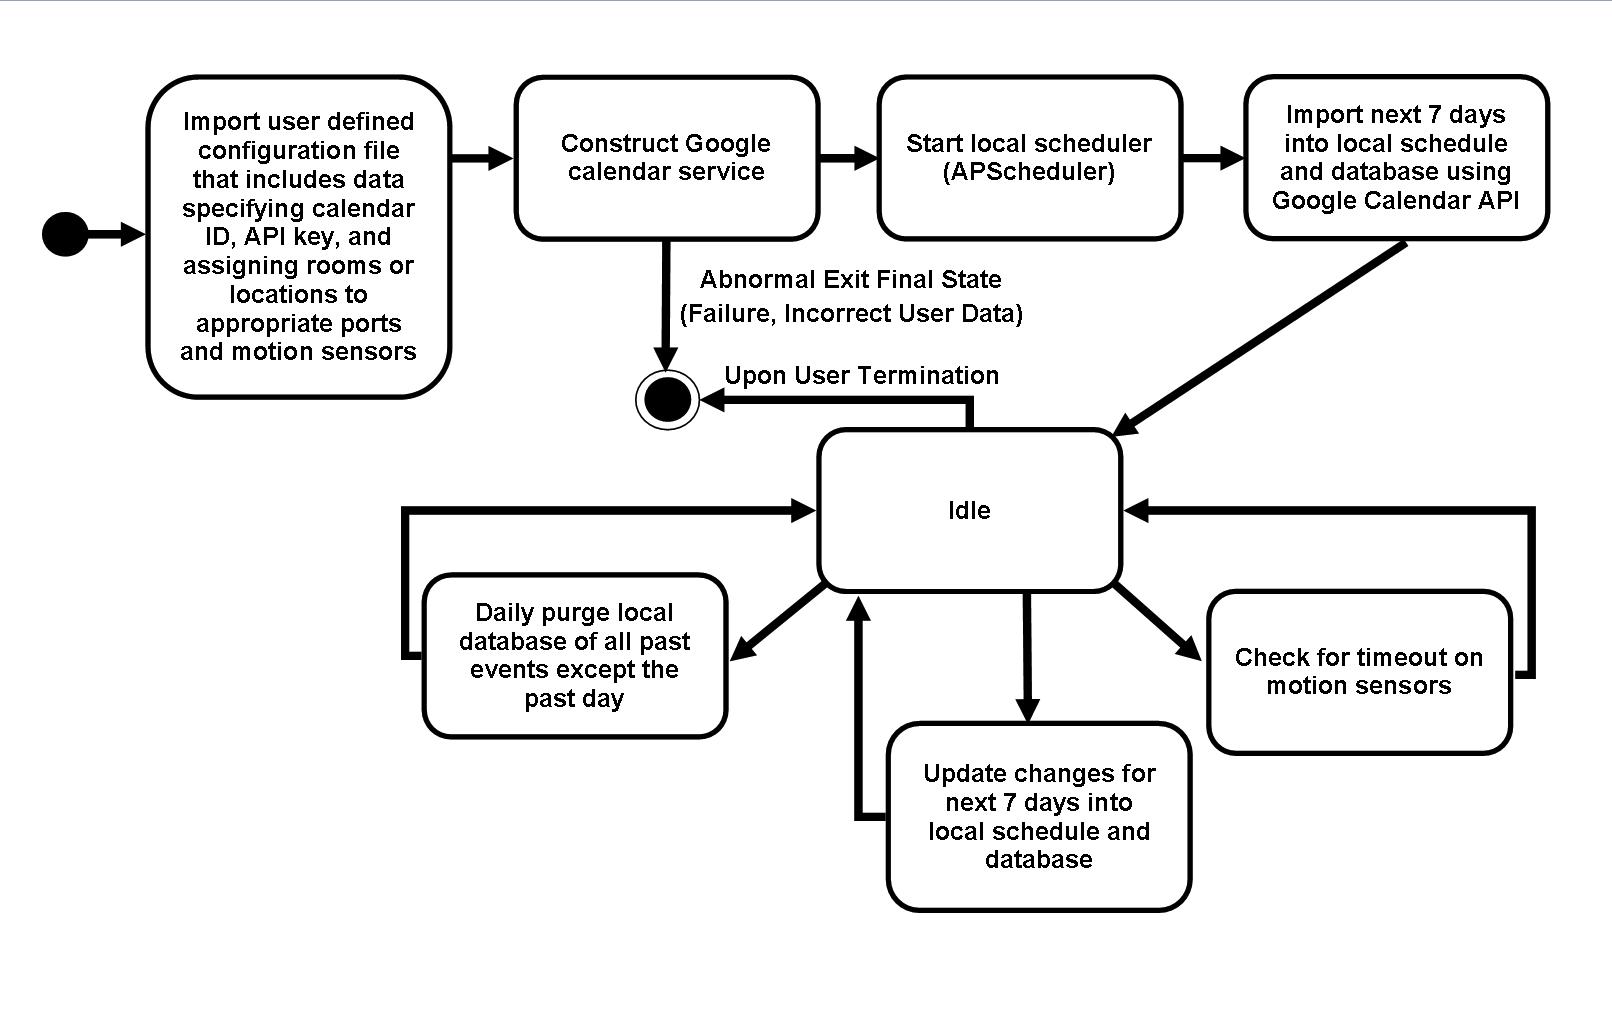 Import user defined
configuration file
that includes data
specifying calendar
ID, API key, and
assigning rooms or
locations to
appropriate ports
and motion sensors
Construct Google
calendar service
Start local scheduler
(APScheduler)
Import next 7 days
into local schedule
and database using
Google Calendar API
Abnormal Exit Final State
(Failure, Incorrect User Data)
Upon User Termination
Idle
Daily purge local
database of all past
events except the
past day
Update changes for
next 7 days into
local schedule and
database
Check for timeout on
motion sensors